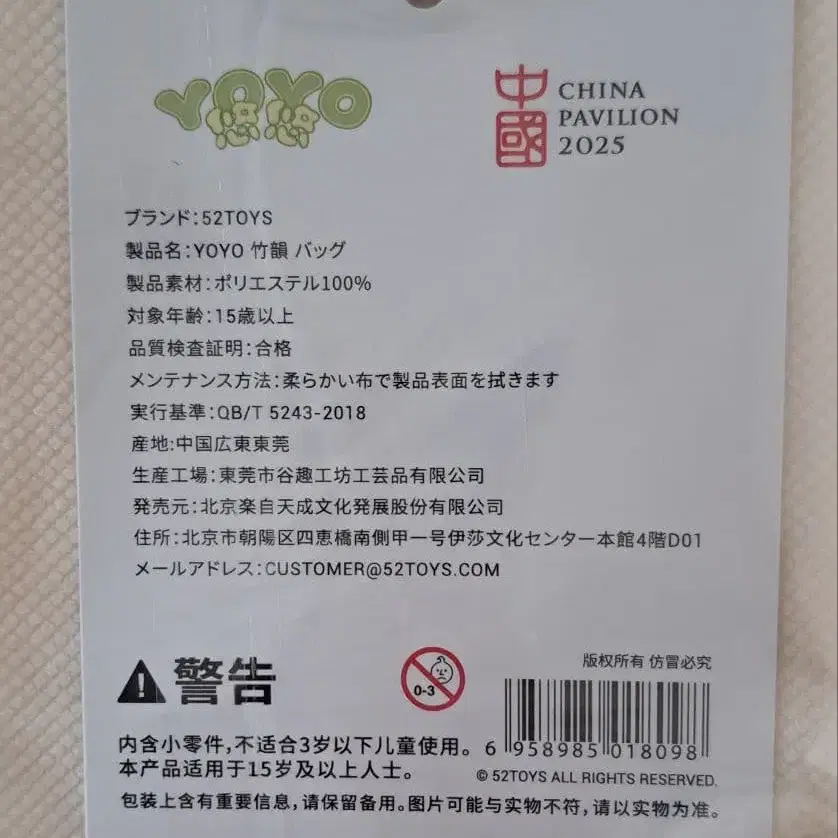 YOYO
悠悠
中國
CHINA
PAVILION
2025
ブランド:52TOYS
製品名:YOYO 竹韻 バッグ
製品素材:ポリエステル100%
対象年齢:15歳以上
品質検査証明:合格
メンテナンス方法:柔らかい布で製品表面を拭きます
実行基準:QB/T 5243-2018
産地:中国広東東莞
生産工場:東莞市谷趣工坊工芸品有限公司
発売元:北京楽自天成文化発展股份有限公司
住所:北京市朝陽区四恵橋南側甲一号伊莎文化センター本館4階D01
メールアドレス:CUSTOMER@52TOYS.COM
警告
0-3
版权所有 仿冒必究
内含小零件,不适合3岁以下儿童使用。
本产品适用于15岁及以上人士。
6 958985 018098
© 52TOYS ALL RIGHTS RESERVED.
包装上含有重要信息,请保留备用。图片可能与实物不符,请以实物为准。